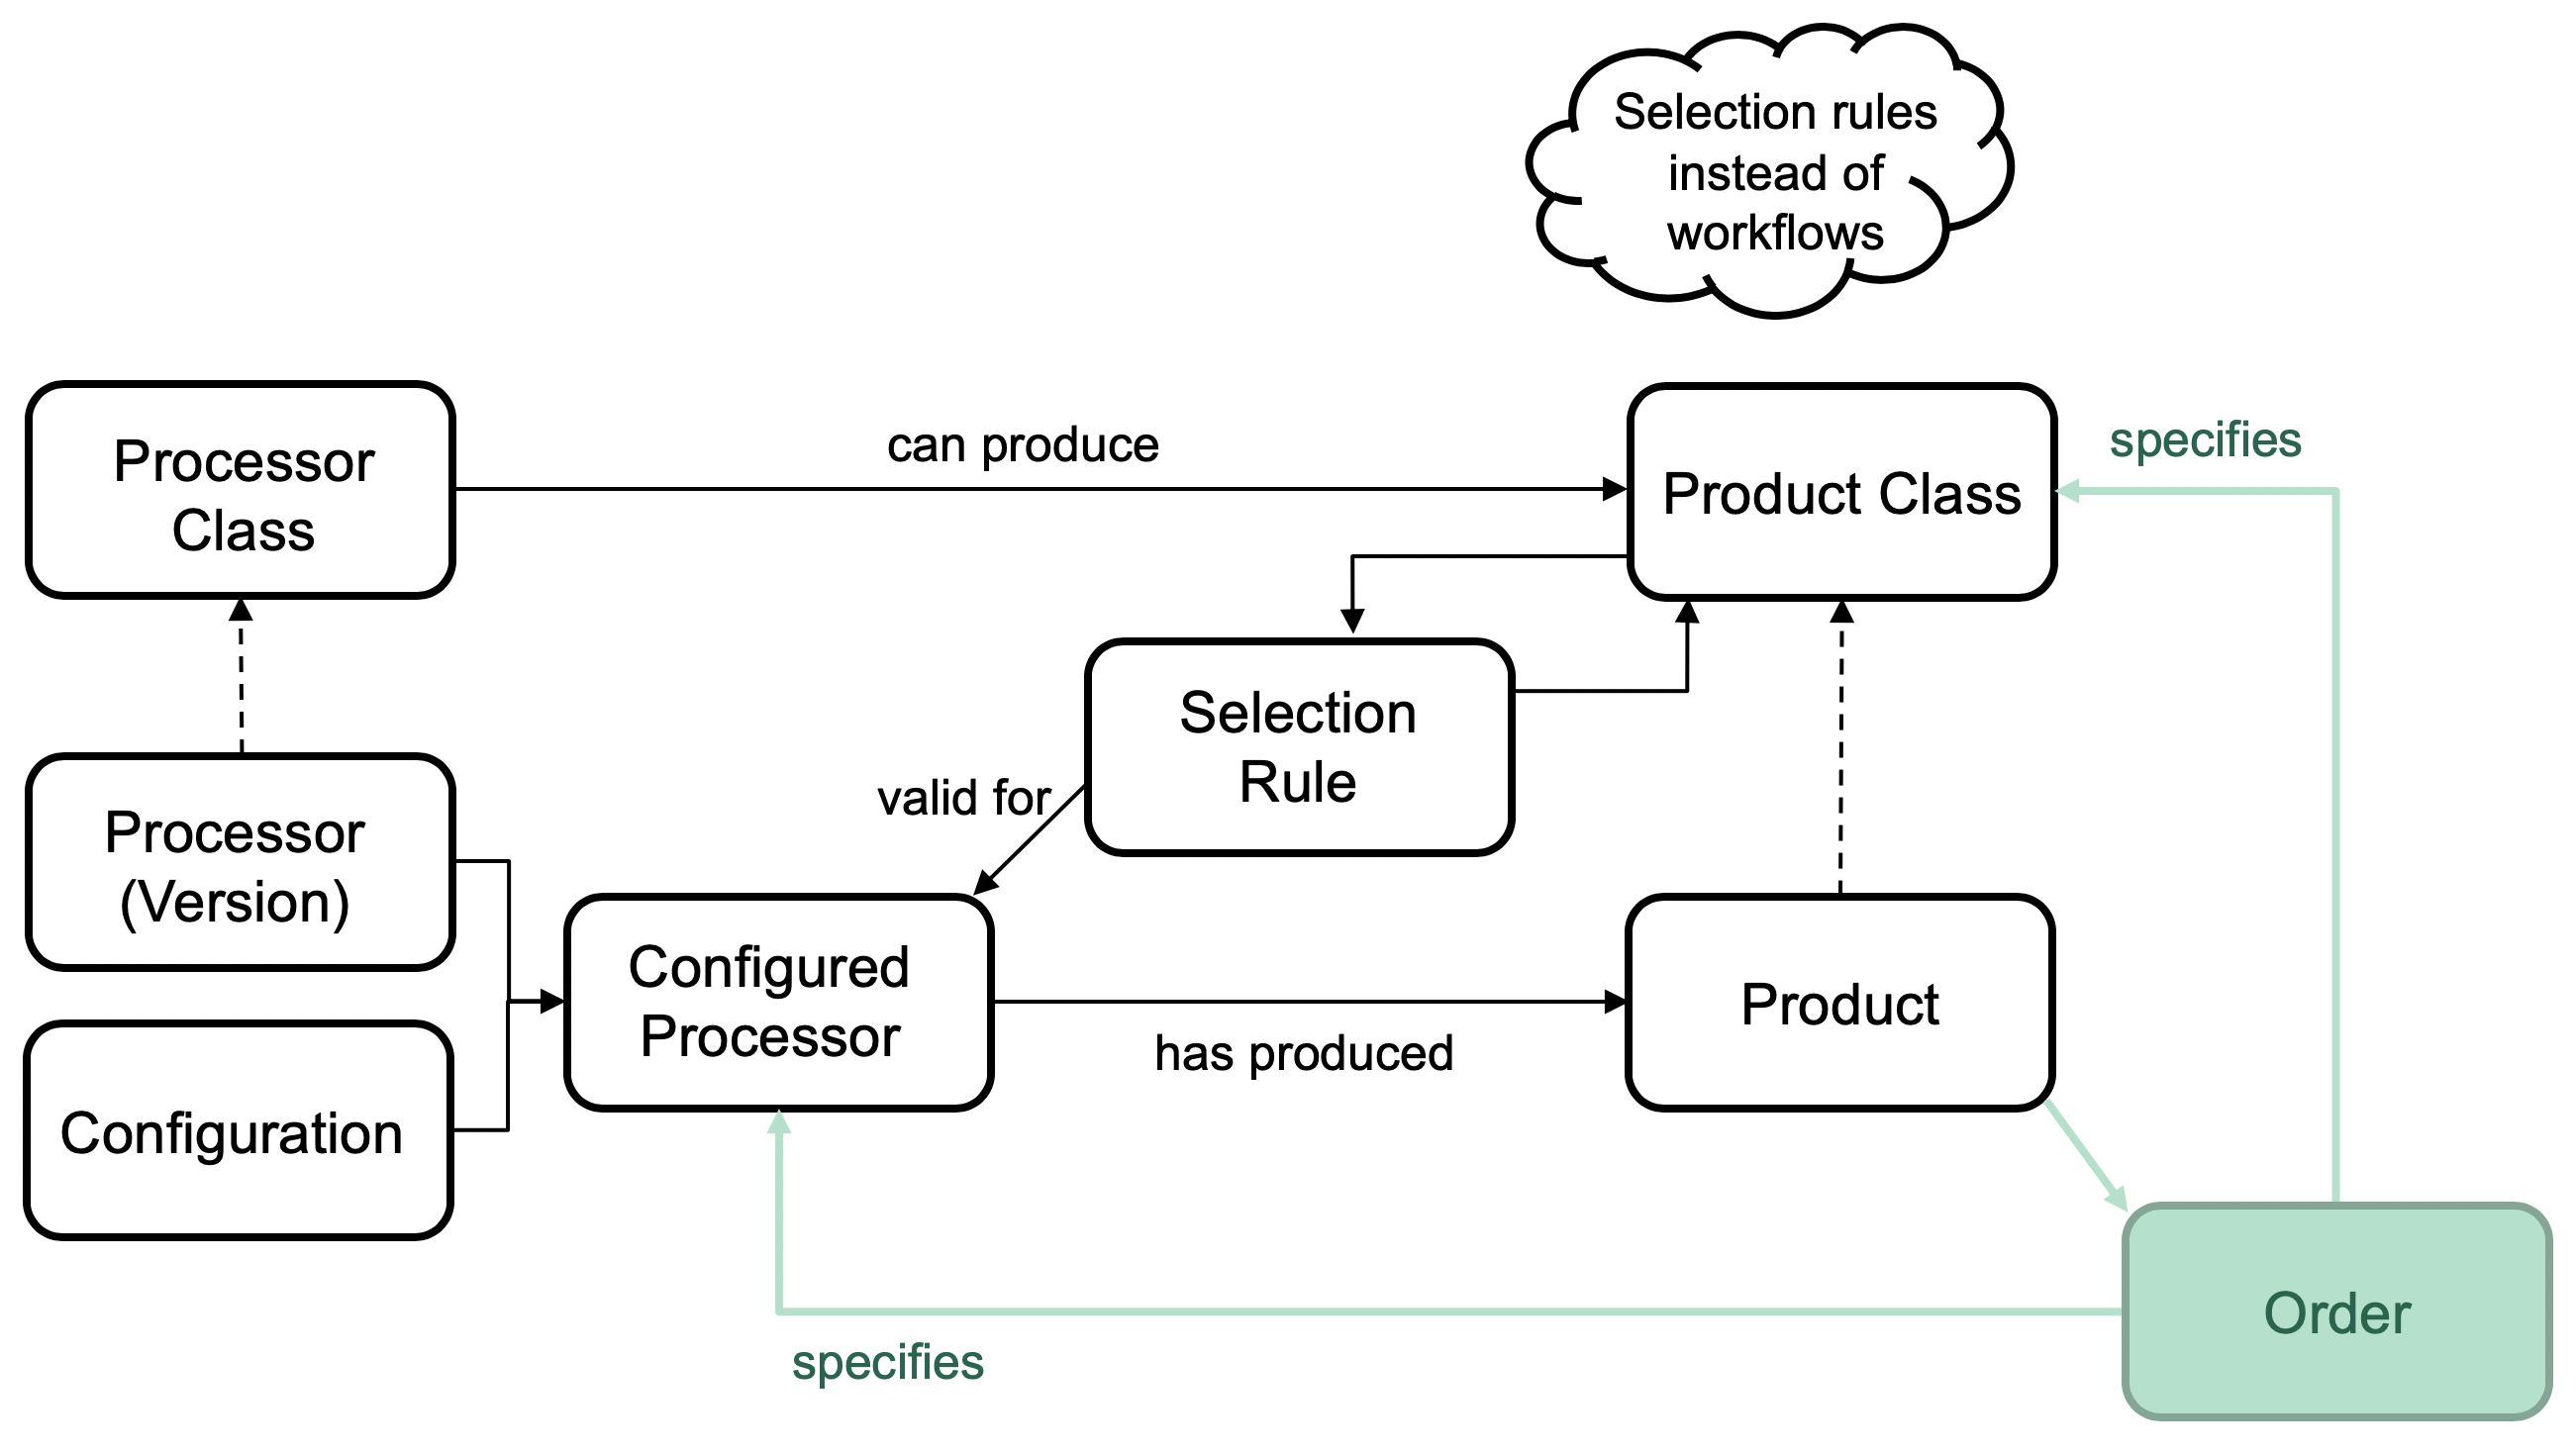 Selection rules
instead of
workflows
Processor
Class
can produce
Product Class
specifies
Selection
Rule
valid for
Processor
(Version)
Configured
Processor
has produced
Product
Configuration
specifies
Order